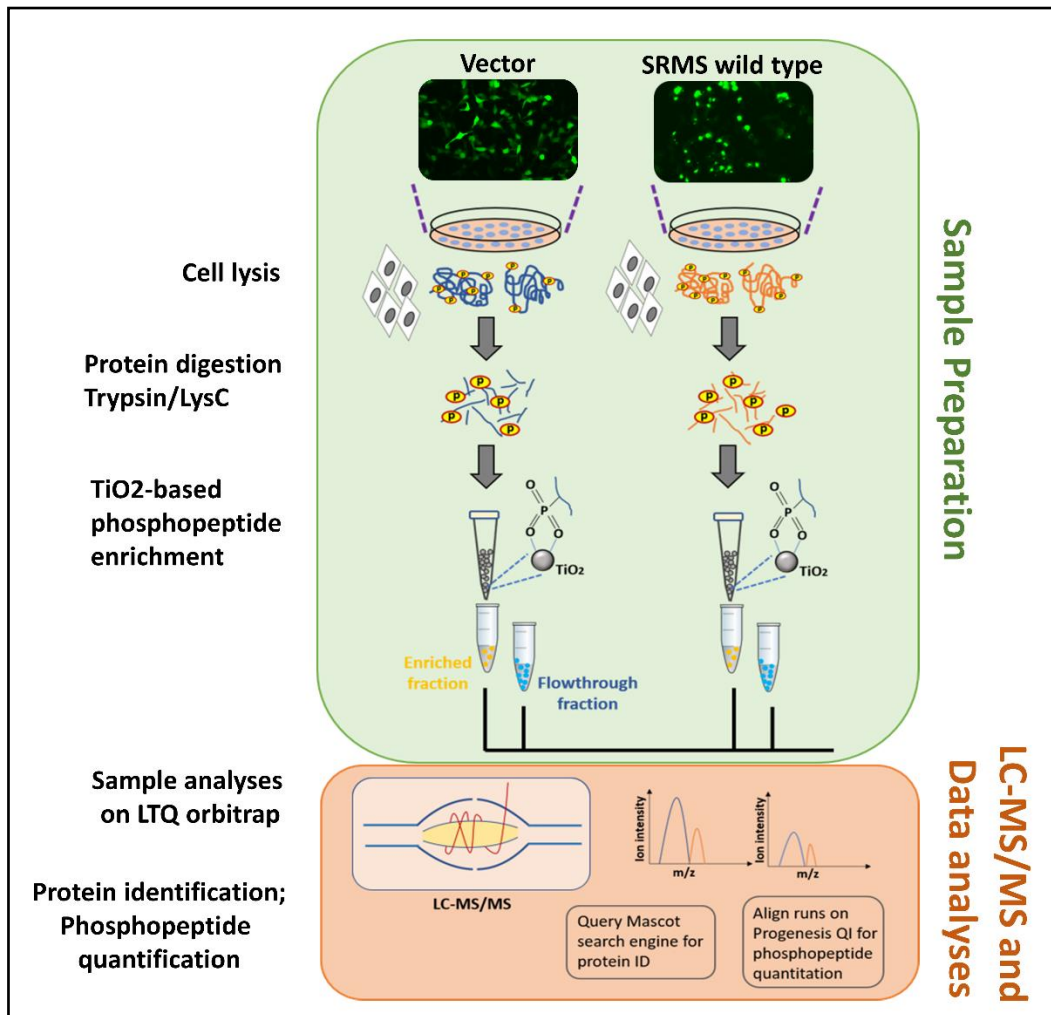 Vector
SRMS wild type
Cell lysis
P P P P P P P P
P P P P P P P P
Protein digestion
Trypsin/LysC
P P P P P
P P P P P P
TiO2-based
phosphopeptide
enrichment
O
P
O O
TiO₂
O
P
O O
TiO₂
Enriched
fraction
Flowthrough
fraction
Sample Preparation
Sample analyses
on LTQ orbitrap
LC-MS/MS
Ion intensity
m/z
Ion intensity
m/z
Protein identification;
Phosphopeptide
quantification
Query Mascot
search engine for
protein ID
Align runs on
Progenesis QI for
phosphopeptide
quantitation
LC-MS/MS and
Data analyses